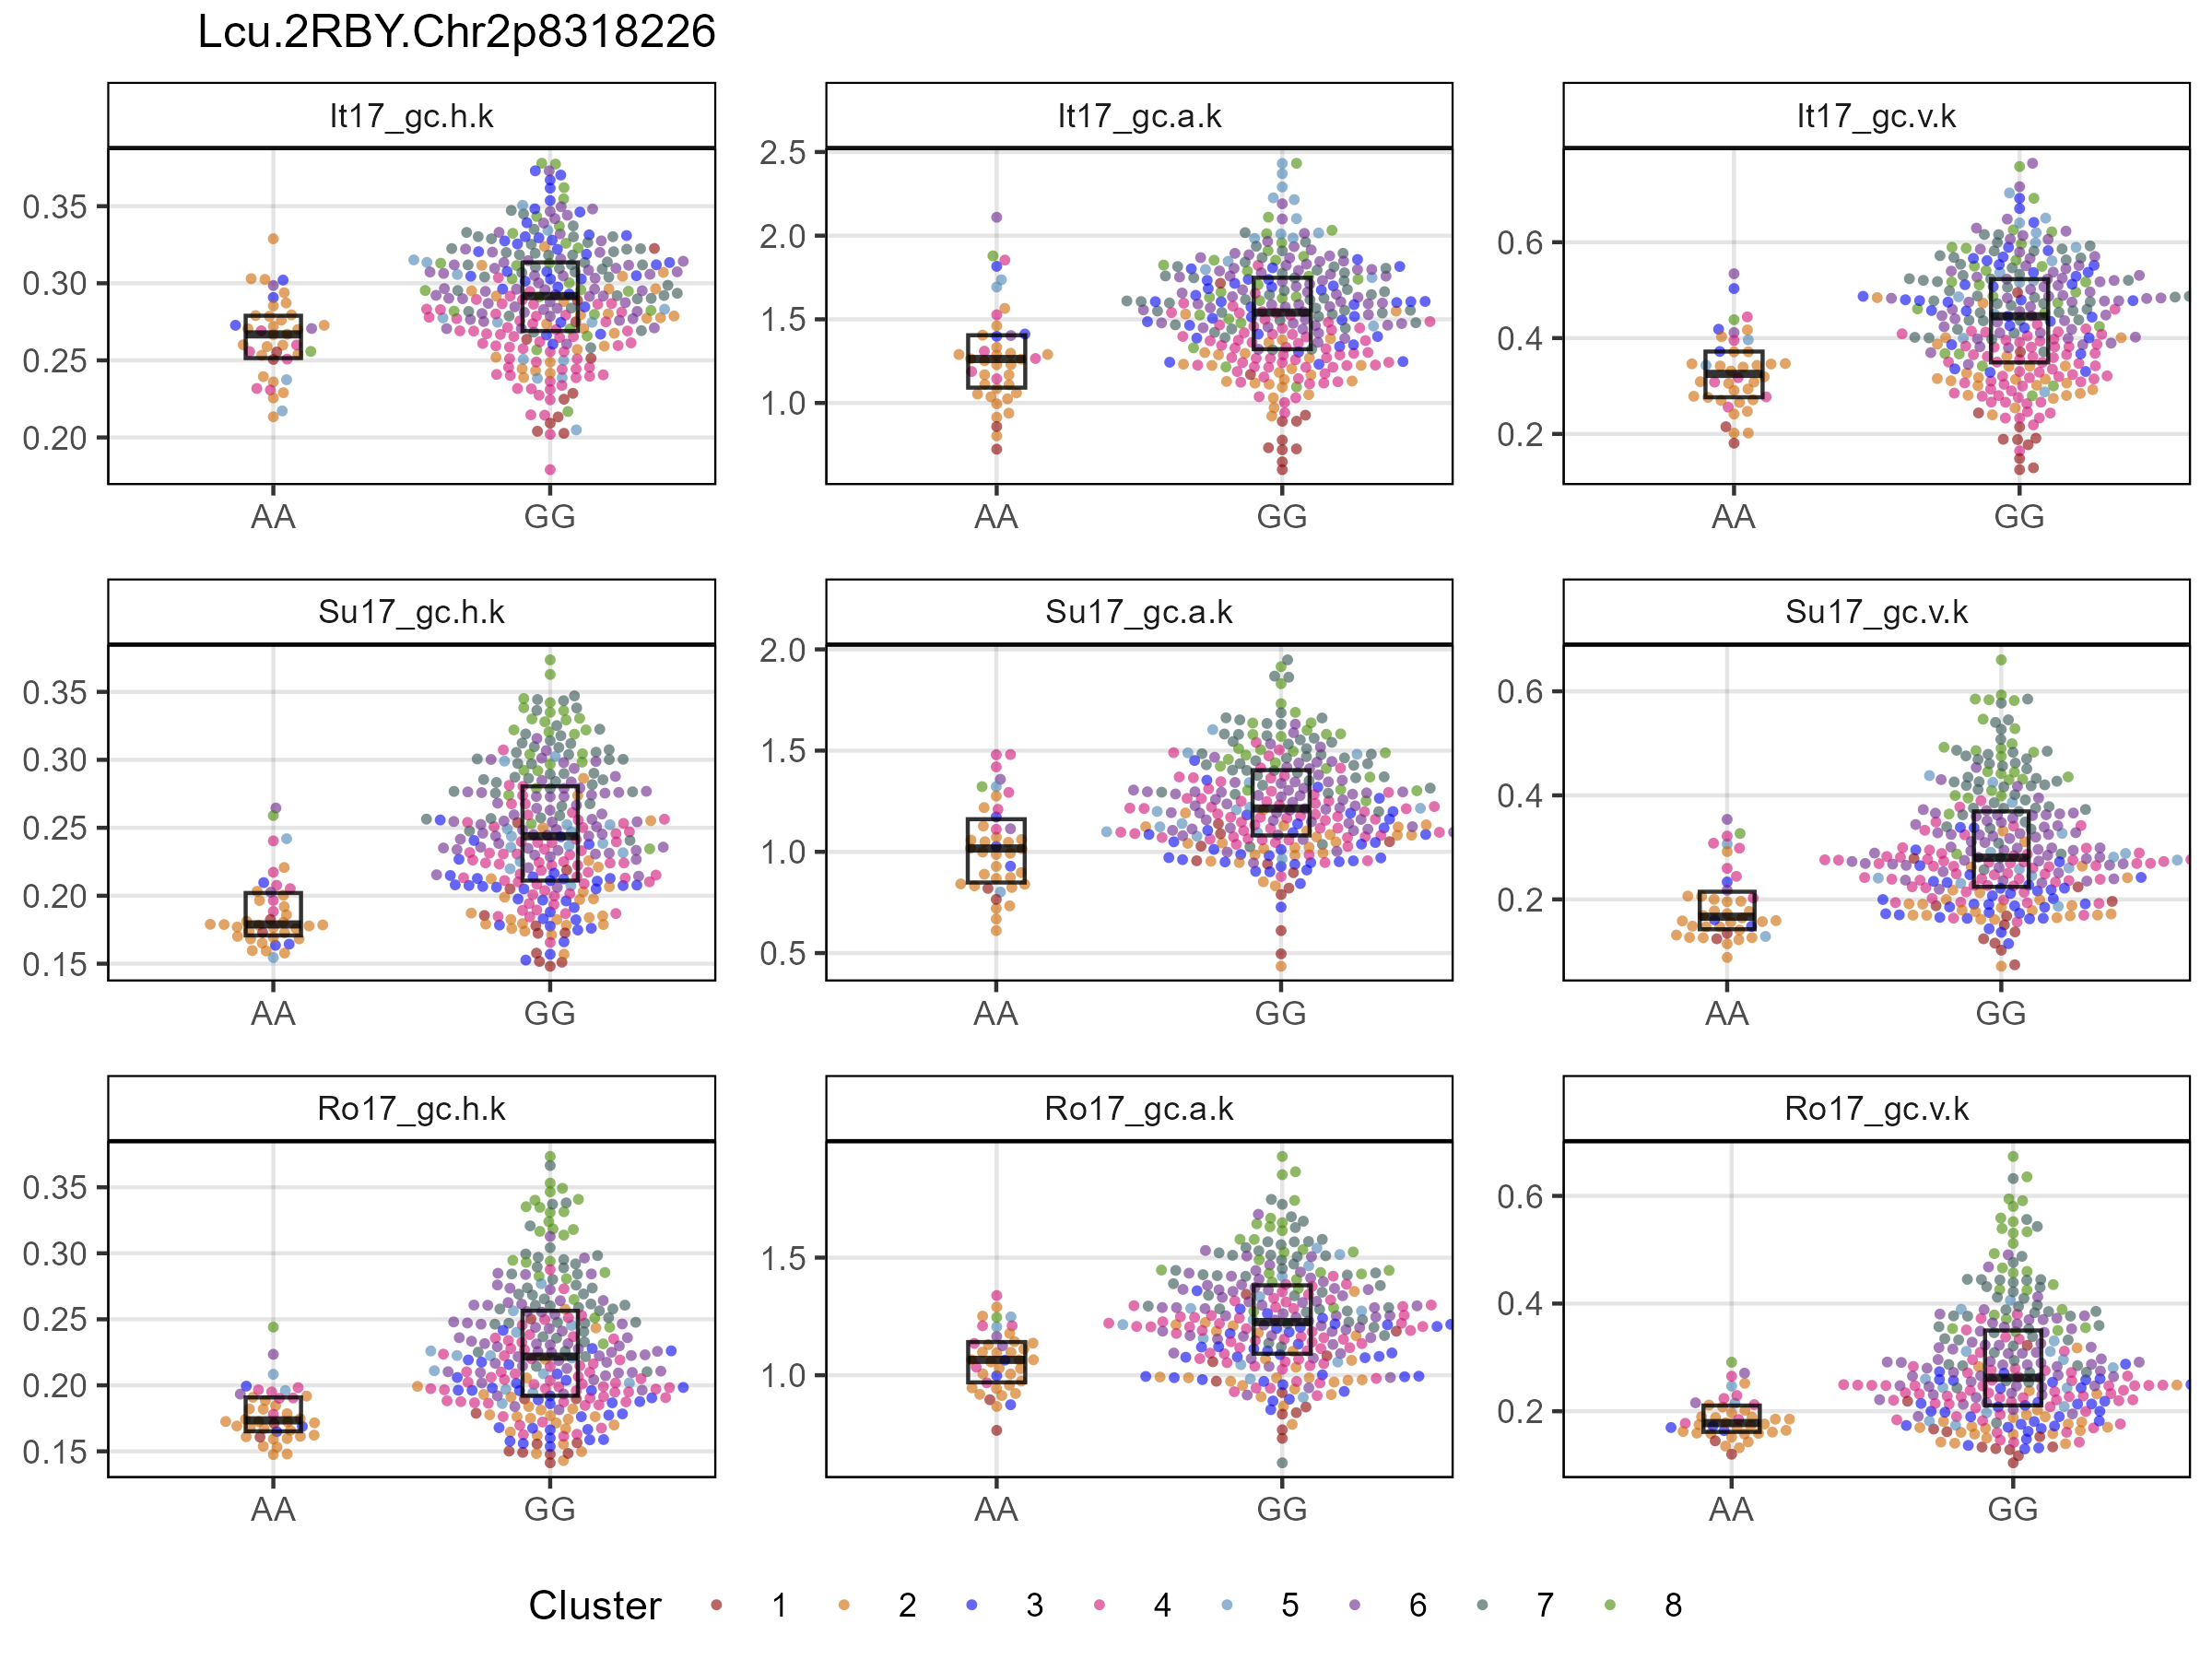 Lcu.2RBY.Chr2p8318226
It17_gc.h.k
It17_gc.a.k
It17_gc.v.k
0.35
0.30
0.25
0.20
AA GG
2.5
2.0
1.5
1.0
AA GG
0.6
0.4
0.2
AA GG
Su17_gc.h.k
Su17_gc.a.k
Su17_gc.v.k
0.35
0.30
0.25
0.20
0.15
AA GG
2.0
1.5
1.0
0.5
AA GG
0.6
0.4
0.2
AA GG
Ro17_gc.h.k
Ro17_gc.a.k
Ro17_gc.v.k
0.35
0.30
0.25
0.20
0.15
AA GG
1.5
1.0
AA GG
0.6
0.4
0.2
AA GG
Cluster 1 2 3 4 5 6 7 8